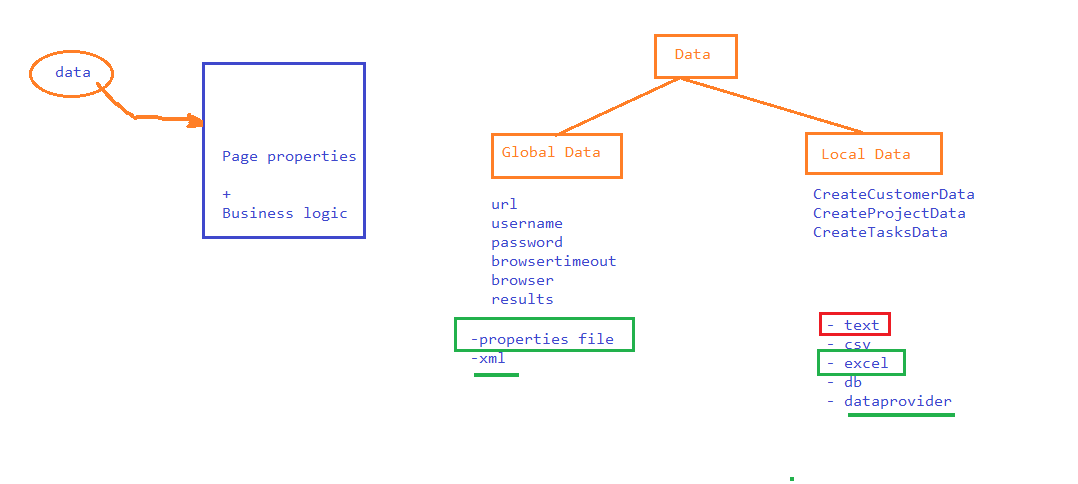 data
Page properties
+
Business logic
Data
Global Data
url
username
password
browsertimeout
browser
results
-properties file
-xml
Local Data
CreateCustomerData
CreateProjectData
CreateTasksData
- text
- csv
- excel
- db
- dataprovider